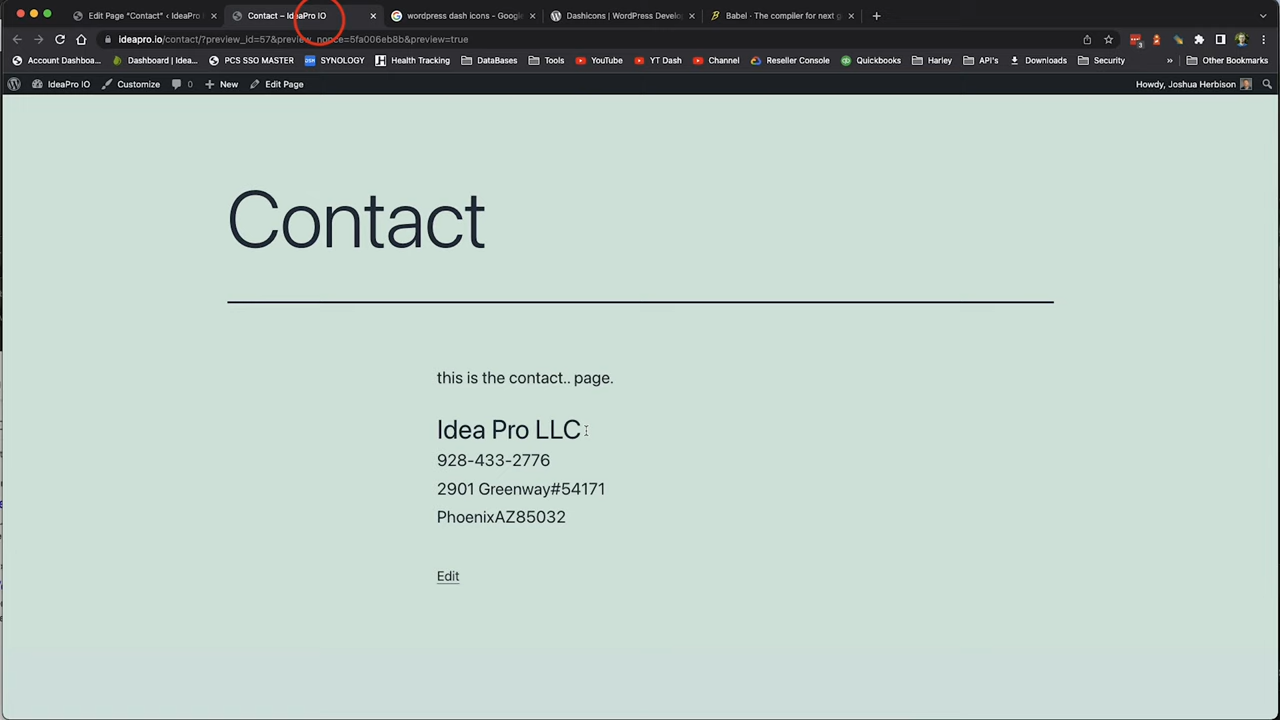 Edit Page "Contact" ‹ IdeaPro I
Contact – IdeaPro IO
wordpress dash icons - Google
Dashicons | WordPress Develo
Babel · The compiler for next g
ideapro.io/contact/?preview_id=57&preview_nonce=5fa006eb8b&preview=true
3
Account Dashboa...
Dashboard | Idea...
PCS SSO MASTER
DSM SYNOLOGY
Health Tracking
DataBases
Tools
YouTube
YT Dash
Channel
Reseller Console
Quickbooks
Harley
API's
Downloads
Security
»
Other Bookmarks
IdeaPro IO
Customize
0
New
Edit Page
Howdy, Joshua Herbison
Contact
this is the contact.. page.
Idea Pro LLC
928-433-2776
2901 Greenway#54171
PhoenixAZ85032
Edit